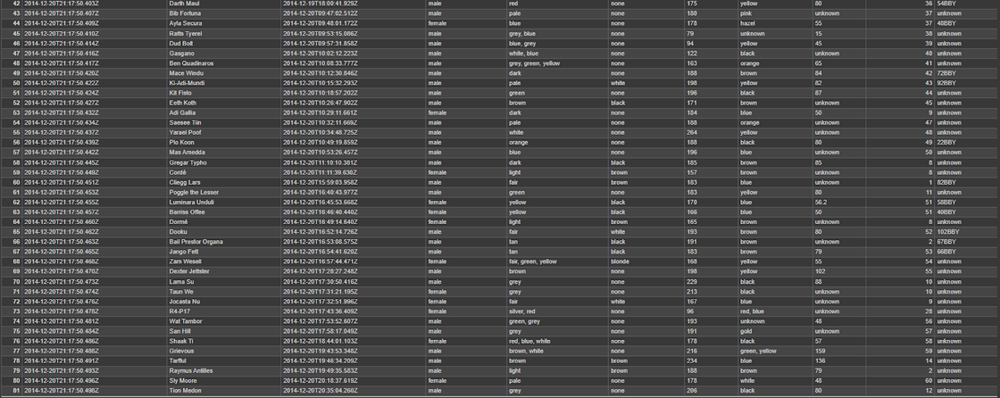 42 2014-12-20T21:17:50.403Z Darth Maul 2014-12-19T18:00:41.929Z male red none 175 yellow 80 36 54BBY
43 2014-12-20T21:17:50.407Z Bib Fortuna 2014-12-20T09:47:02.512Z male pale none 180 pink unknown 37 unknown
44 2014-12-20T21:17:50.409Z Ayla Secura 2014-12-20T09:48:01.172Z female blue none 178 hazel 55 37 48BBY
45 2014-12-20T21:17:50.410Z Ratts Tyerel 2014-12-20T09:53:15.086Z male grey, blue none 79 unknown 15 38 unknown
46 2014-12-20T21:17:50.414Z Dud Bolt 2014-12-20T09:57:31.858Z male blue, grey none 94 yellow 45 39 unknown
47 2014-12-20T21:17:50.416Z Gasgano 2014-12-20T10:02:12.223Z male white, blue none 122 black unknown 40 unknown
48 2014-12-20T21:17:50.417Z Ben Quadinaros 2014-12-20T10:08:33.777Z male grey, green, yellow none 163 orange 65 41 unknown
49 2014-12-20T21:17:50.420Z Mace Windu 2014-12-20T10:12:30.846Z male dark none 188 brown 84 42 72BBY
50 2014-12-20T21:17:50.422Z Ki-Adi-Mundi 2014-12-20T10:15:32.293Z male pale white 198 yellow 82 43 92BBY
51 2014-12-20T21:17:50.424Z Kit Fisto 2014-12-20T10:18:57.202Z male green none 196 black 87 44 unknown
52 2014-12-20T21:17:50.427Z Eeth Koth 2014-12-20T10:26:47.902Z male brown black 171 brown unknown 45 unknown
53 2014-12-20T21:17:50.432Z Adi Gallia 2014-12-20T10:29:11.661Z female dark none 184 blue 50 9 unknown
54 2014-12-20T21:17:50.434Z Saesee Tiin 2014-12-20T10:32:11.669Z male pale none 188 orange unknown 47 unknown
55 2014-12-20T21:17:50.437Z Yarael Poof 2014-12-20T10:34:48.725Z male white none 264 yellow unknown 48 unknown
56 2014-12-20T21:17:50.439Z Plo Koon 2014-12-20T10:49:19.859Z male orange none 188 black 80 49 22BBY
57 2014-12-20T21:17:50.442Z Mas Amedda 2014-12-20T10:53:26.457Z male blue none 196 blue unknown 50 unknown
58 2014-12-20T21:17:50.445Z Gregar Typho 2014-12-20T11:10:10.381Z male dark black 185 brown 85 8 unknown
59 2014-12-20T21:17:50.449Z Cordé 2014-12-20T11:11:39.630Z female light brown 157 brown unknown 8 unknown
60 2014-12-20T21:17:50.451Z Cliegg Lars 2014-12-20T15:59:03.958Z male fair brown 183 blue unknown 1 82BBY
61 2014-12-20T21:17:50.453Z Poggle the Lesser 2014-12-20T16:40:43.977Z male green none 183 yellow 80 11 unknown
62 2014-12-20T21:17:50.455Z Luminara Unduli 2014-12-20T16:45:53.668Z female yellow black 170 blue 56.2 51 58BBY
63 2014-12-20T21:17:50.457Z Barriss Offee 2014-12-20T16:46:40.440Z female yellow black 166 blue 50 51 40BBY
64 2014-12-20T21:17:50.460Z Dormé 2014-12-20T16:49:14.640Z female light brown 165 brown unknown 8 unknown
65 2014-12-20T21:17:50.462Z Dooku 2014-12-20T16:52:14.726Z male fair white 193 brown 80 52 102BBY
66 2014-12-20T21:17:50.463Z Bail Prestor Organa 2014-12-20T16:53:08.575Z male tan black 191 brown unknown 2 67BBY
67 2014-12-20T21:17:50.465Z Jango Fett 2014-12-20T16:54:41.620Z male tan black 183 brown 79 53 66BBY
68 2014-12-20T21:17:50.468Z Zam Wesell 2014-12-20T16:57:44.471Z female fair, green, yellow blonde 168 yellow 55 54 unknown
69 2014-12-20T21:17:50.470Z Dexter Jettster 2014-12-20T17:28:27.248Z male brown none 198 yellow 102 55 unknown
70 2014-12-20T21:17:50.473Z Lama Su 2014-12-20T17:30:50.416Z male grey none 229 black 88 10 unknown
71 2014-12-20T21:17:50.474Z Taun We 2014-12-20T17:31:21.195Z female grey none 213 black unknown 10 unknown
72 2014-12-20T21:17:50.476Z Jocasta Nu 2014-12-20T17:32:51.996Z female fair white 167 blue unknown 9 unknown
73 2014-12-20T21:17:50.478Z R4-P17 2014-12-20T17:43:36.409Z female silver, red none 96 red, blue unknown 28 unknown
74 2014-12-20T21:17:50.481Z Wat Tambor 2014-12-20T17:53:52.607Z male green, grey none 193 unknown 48 56 unknown
75 2014-12-20T21:17:50.484Z San Hill 2014-12-20T17:58:17.049Z male grey none 191 gold unknown 57 unknown
76 2014-12-20T21:17:50.486Z Shaak Ti 2014-12-20T18:44:01.103Z female red, blue, white none 178 black 57 58 unknown
77 2014-12-20T21:17:50.488Z Grievous 2014-12-20T19:43:53.348Z male brown, white none 216 green, yellow 159 59 unknown
78 2014-12-20T21:17:50.491Z Tarfful 2014-12-20T19:46:34.209Z male brown brown 234 blue 136 14 unknown
79 2014-12-20T21:17:50.493Z Raymus Antilles 2014-12-20T19:49:35.583Z male light brown 188 brown 79 2 unknown
80 2014-12-20T21:17:50.496Z Sly Moore 2014-12-20T20:18:37.619Z female pale none 178 white 48 60 unknown
81 2014-12-20T21:17:50.498Z Tion Medon 2014-12-20T20:35:04.260Z male grey none 206 black 80 12 unknown